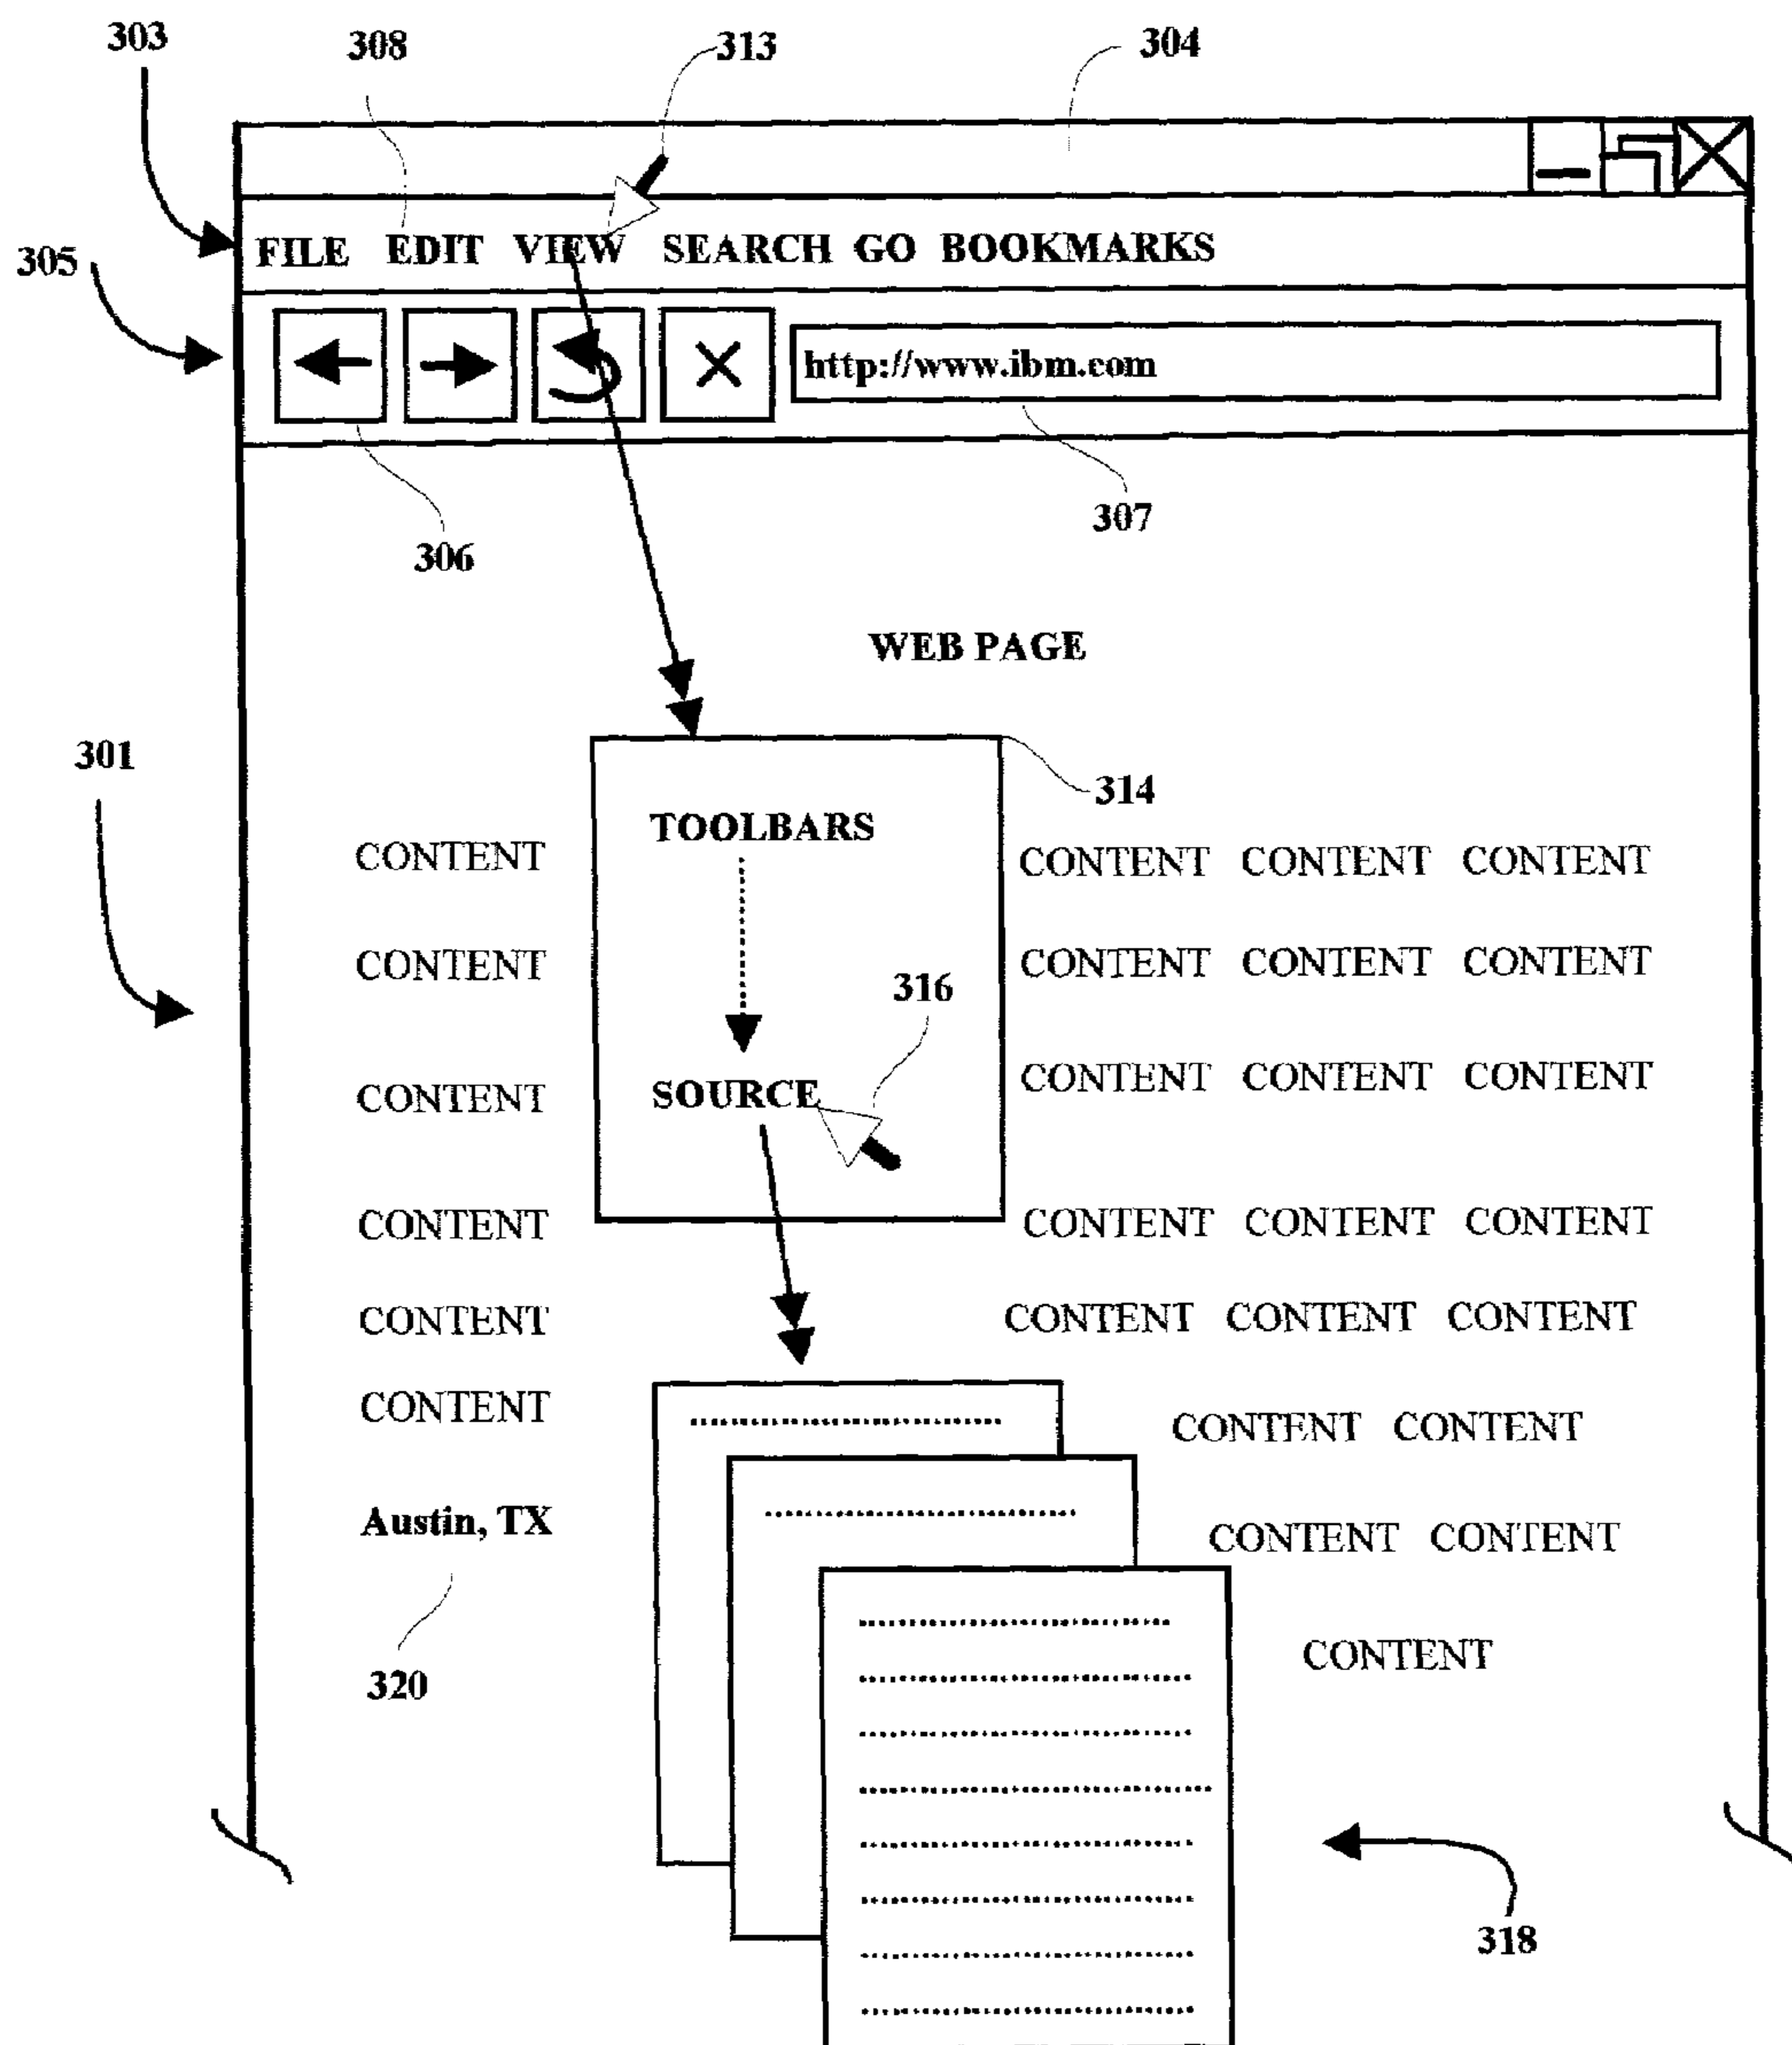 303
308
313
304
FILE EDIT VIEW SEARCH GO BOOKMARKS
305
http://www.ibm.com
307
306
WEB PAGE
301
314
TOOLBARS
CONTENT CONTENT CONTENT CONTENT
CONTENT CONTENT CONTENT CONTENT
316
SOURCE
CONTENT CONTENT CONTENT CONTENT
CONTENT CONTENT CONTENT CONTENT
CONTENT CONTENT CONTENT CONTENT
CONTENT CONTENT CONTENT
Austin, TX CONTENT CONTENT
CONTENT
320
318